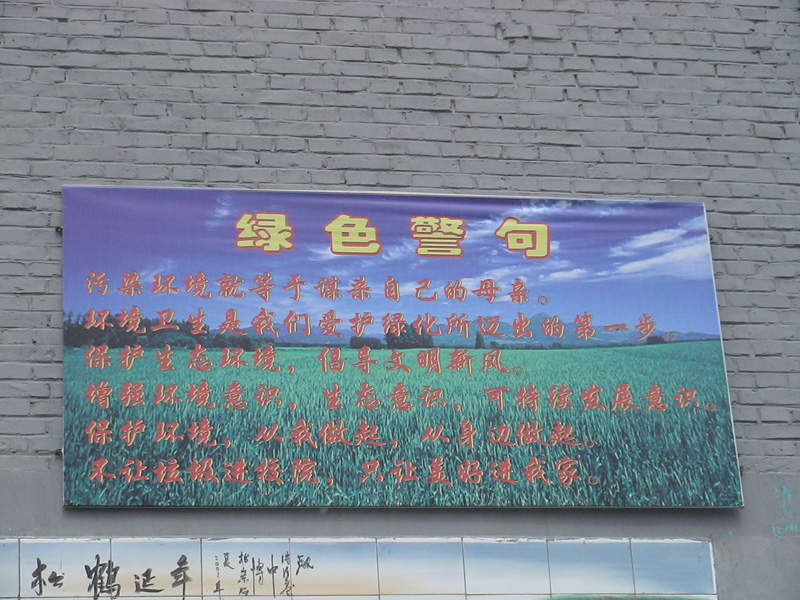 绿色警句
污染环境就等于谋杀自己的母亲。
环境卫生是我们爱护绿化所迈出的第一步。
保护生态环境，倡导文明新风。
增强环境意识，生态意识，可持续发展意识。
保护环境，从我做起，从身边做起。
不让垃圾进校院，只让美好进我家。
松鹤延年